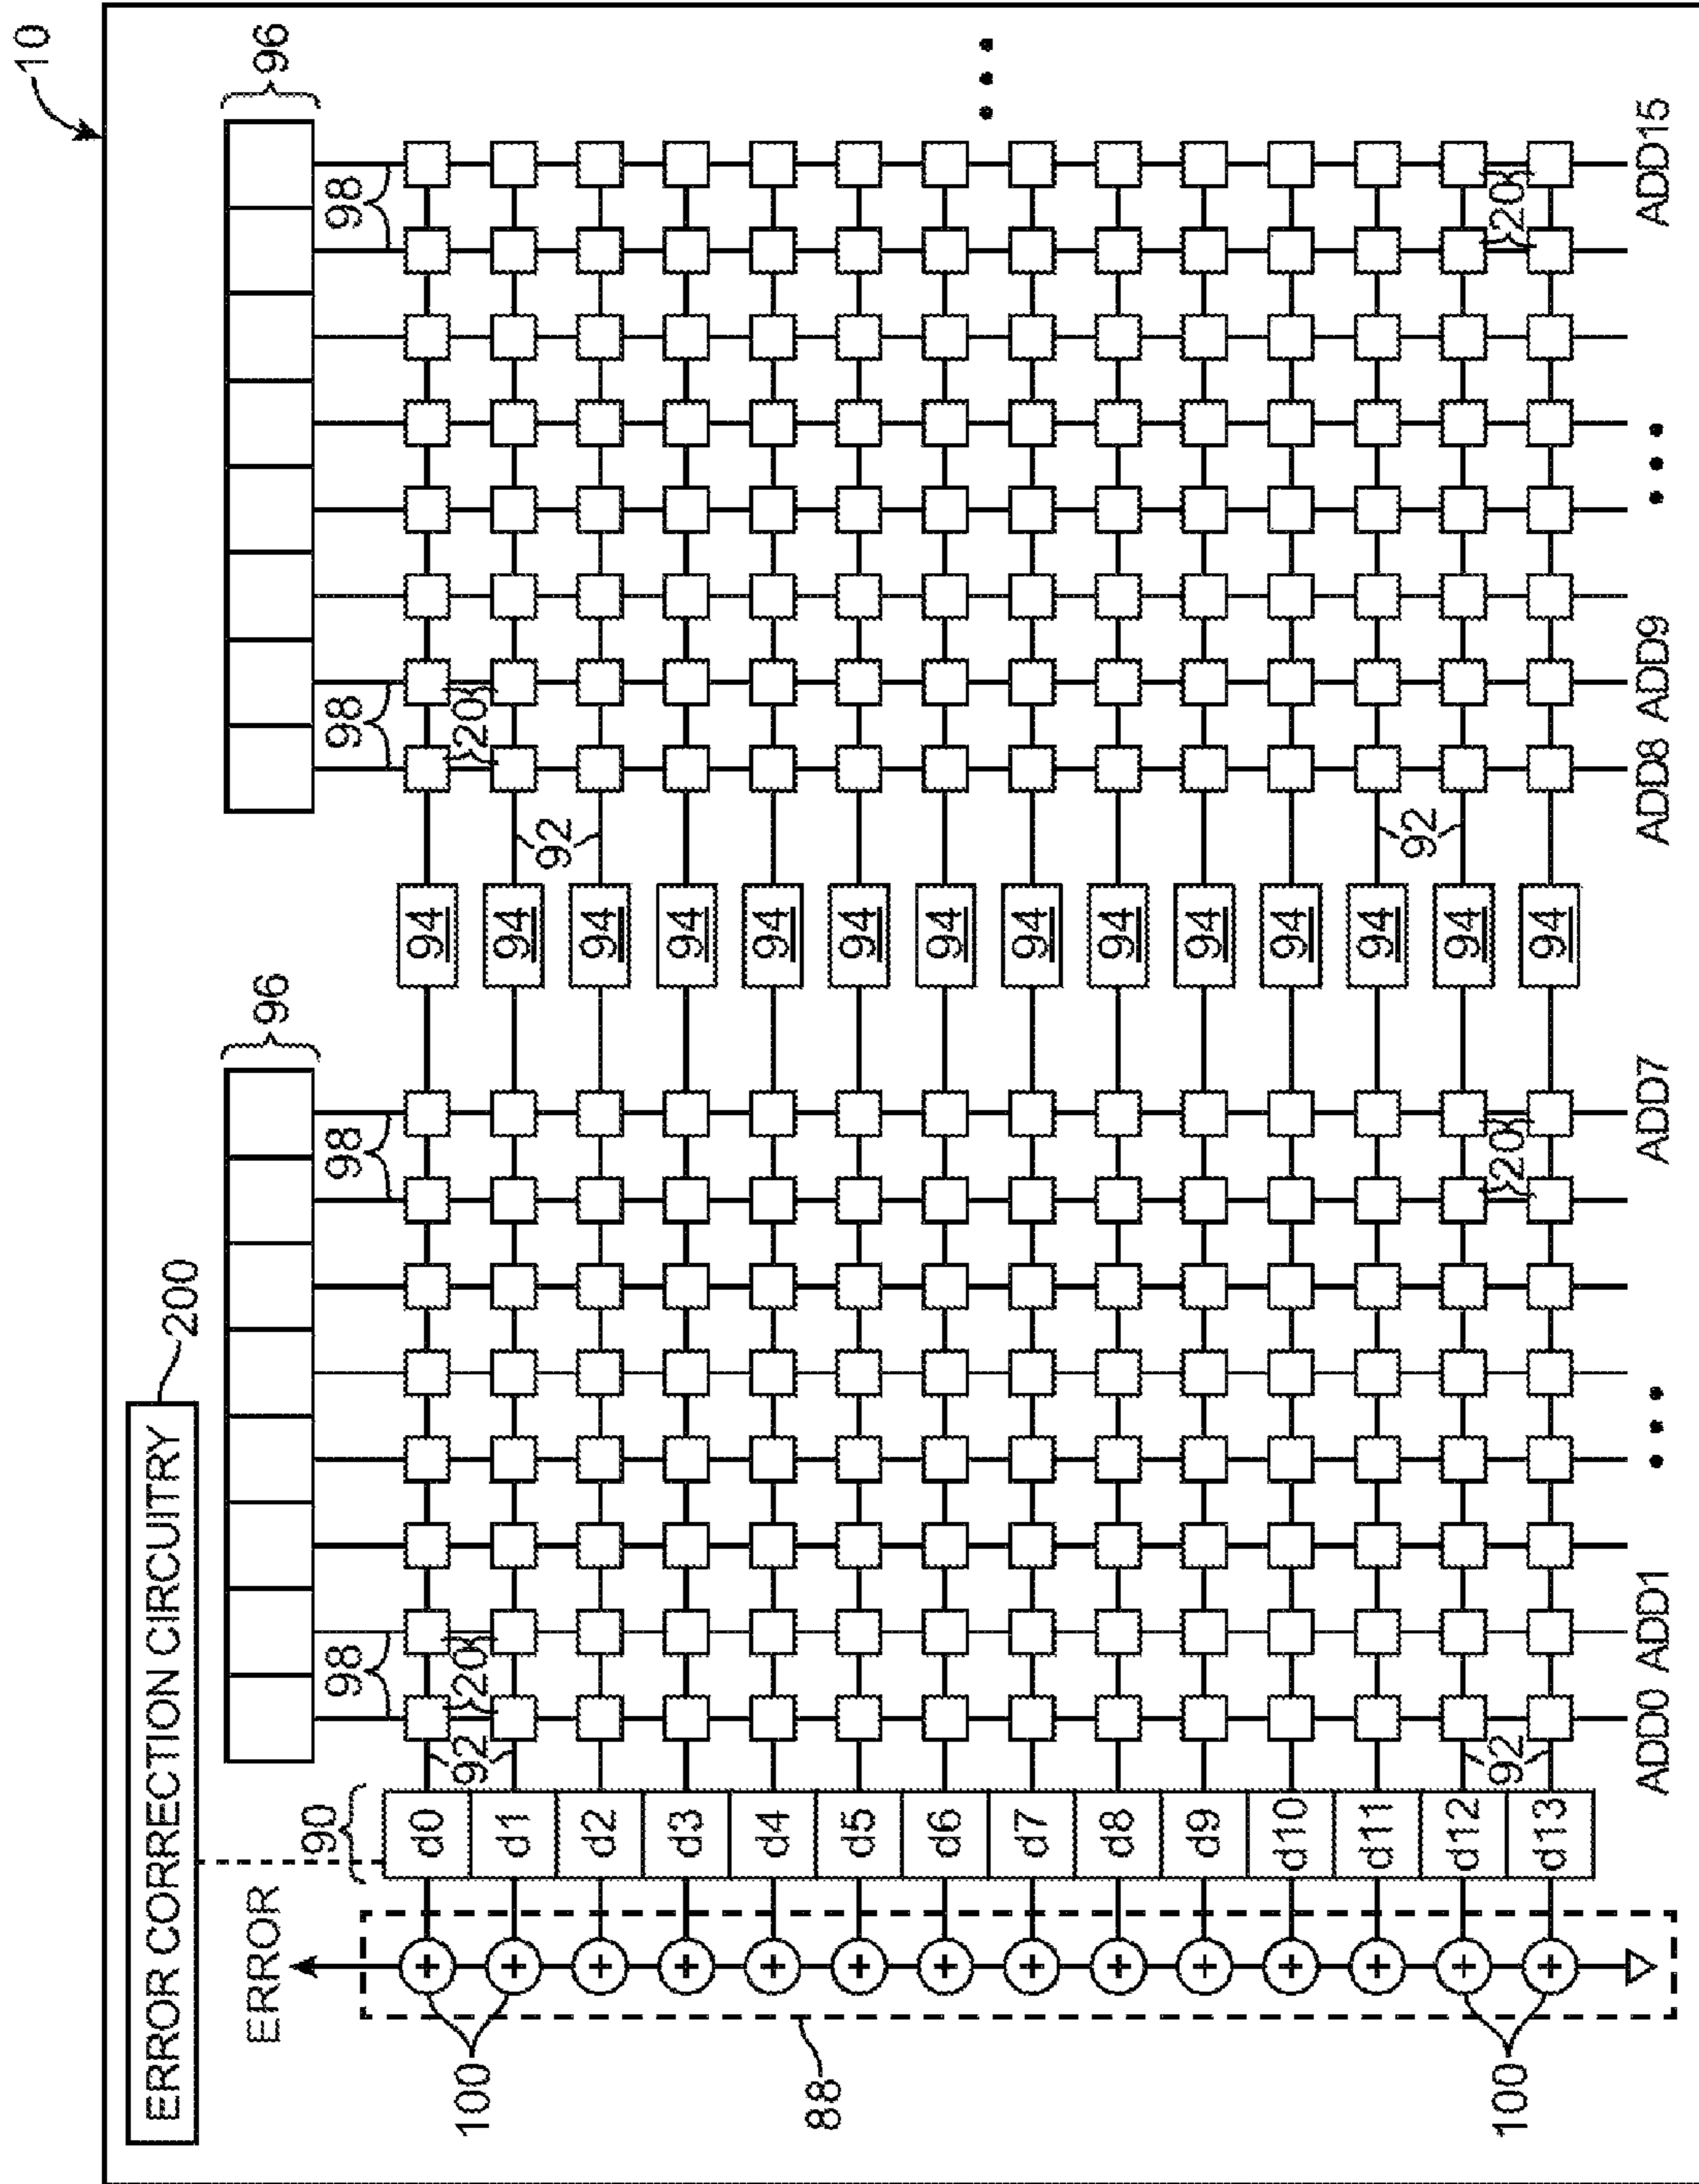 10
ERROR CORRECTION CIRCUITRY
200
96
96
98
98
98
98
ERROR
90
100
88
100
d0
d1
d2
d3
d4
d5
d6
d7
d8
d9
d10
d11
d12
d13
92
92
92
92
20
20
20
20
94
94
94
94
94
94
94
94
94
94
94
94
94
94
ADD0 ADD1 ... ADD7
ADD8 ADD9 ... ADD15
...